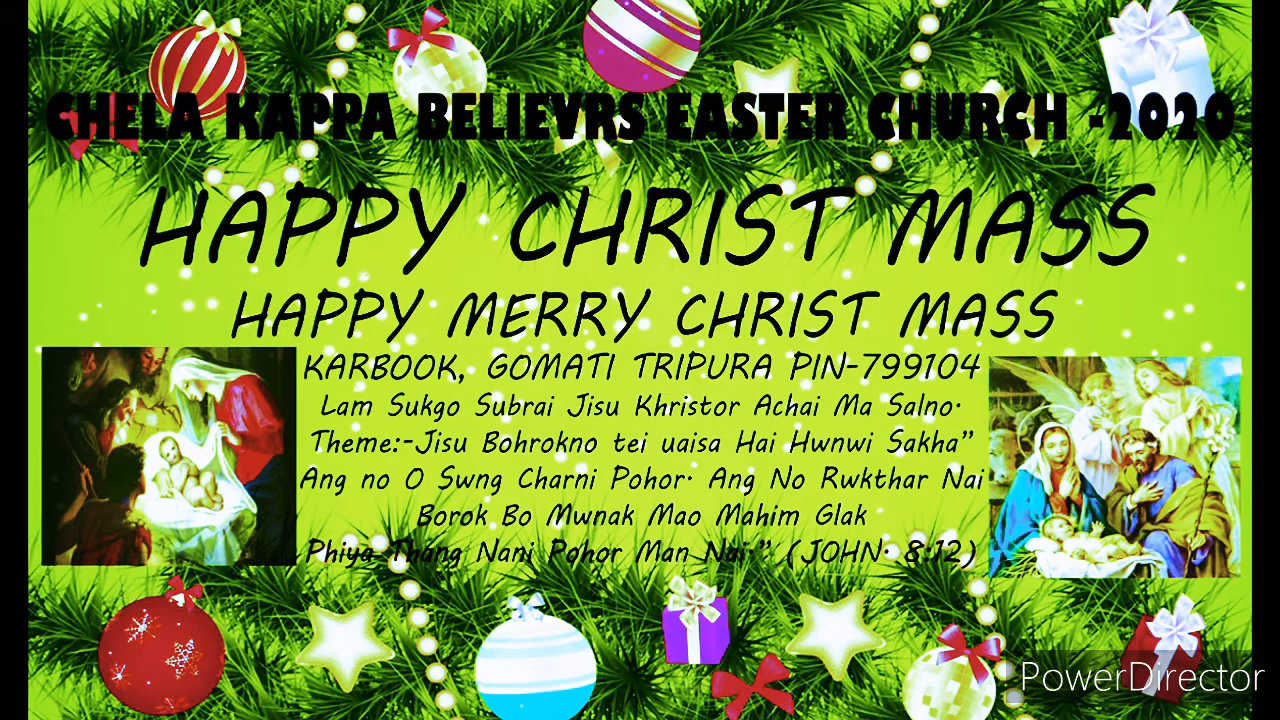 CHELA KAPPA BELIEVRS EASTER CHURCH -2020
HAPPY CHRIST MASS
HAPPY MERRY CHRIST MASS
KARBOOK, GOMATI TRIPURA PIN-799104
Lam Sukgo Subrai Jisu Khristor Achai Ma Salno.
Theme:-Jisu Bohrokno tei uaisa Hai Hwnwi Sakha”
Ang no O Swng Charni Pohor. Ang No Rwkthar Nai
Borok Bo Mwnak Mao Mahim Glak
Phiya Thang Nani Pohor Man Nai.” (JOHN. 8:12)
PowerDirector